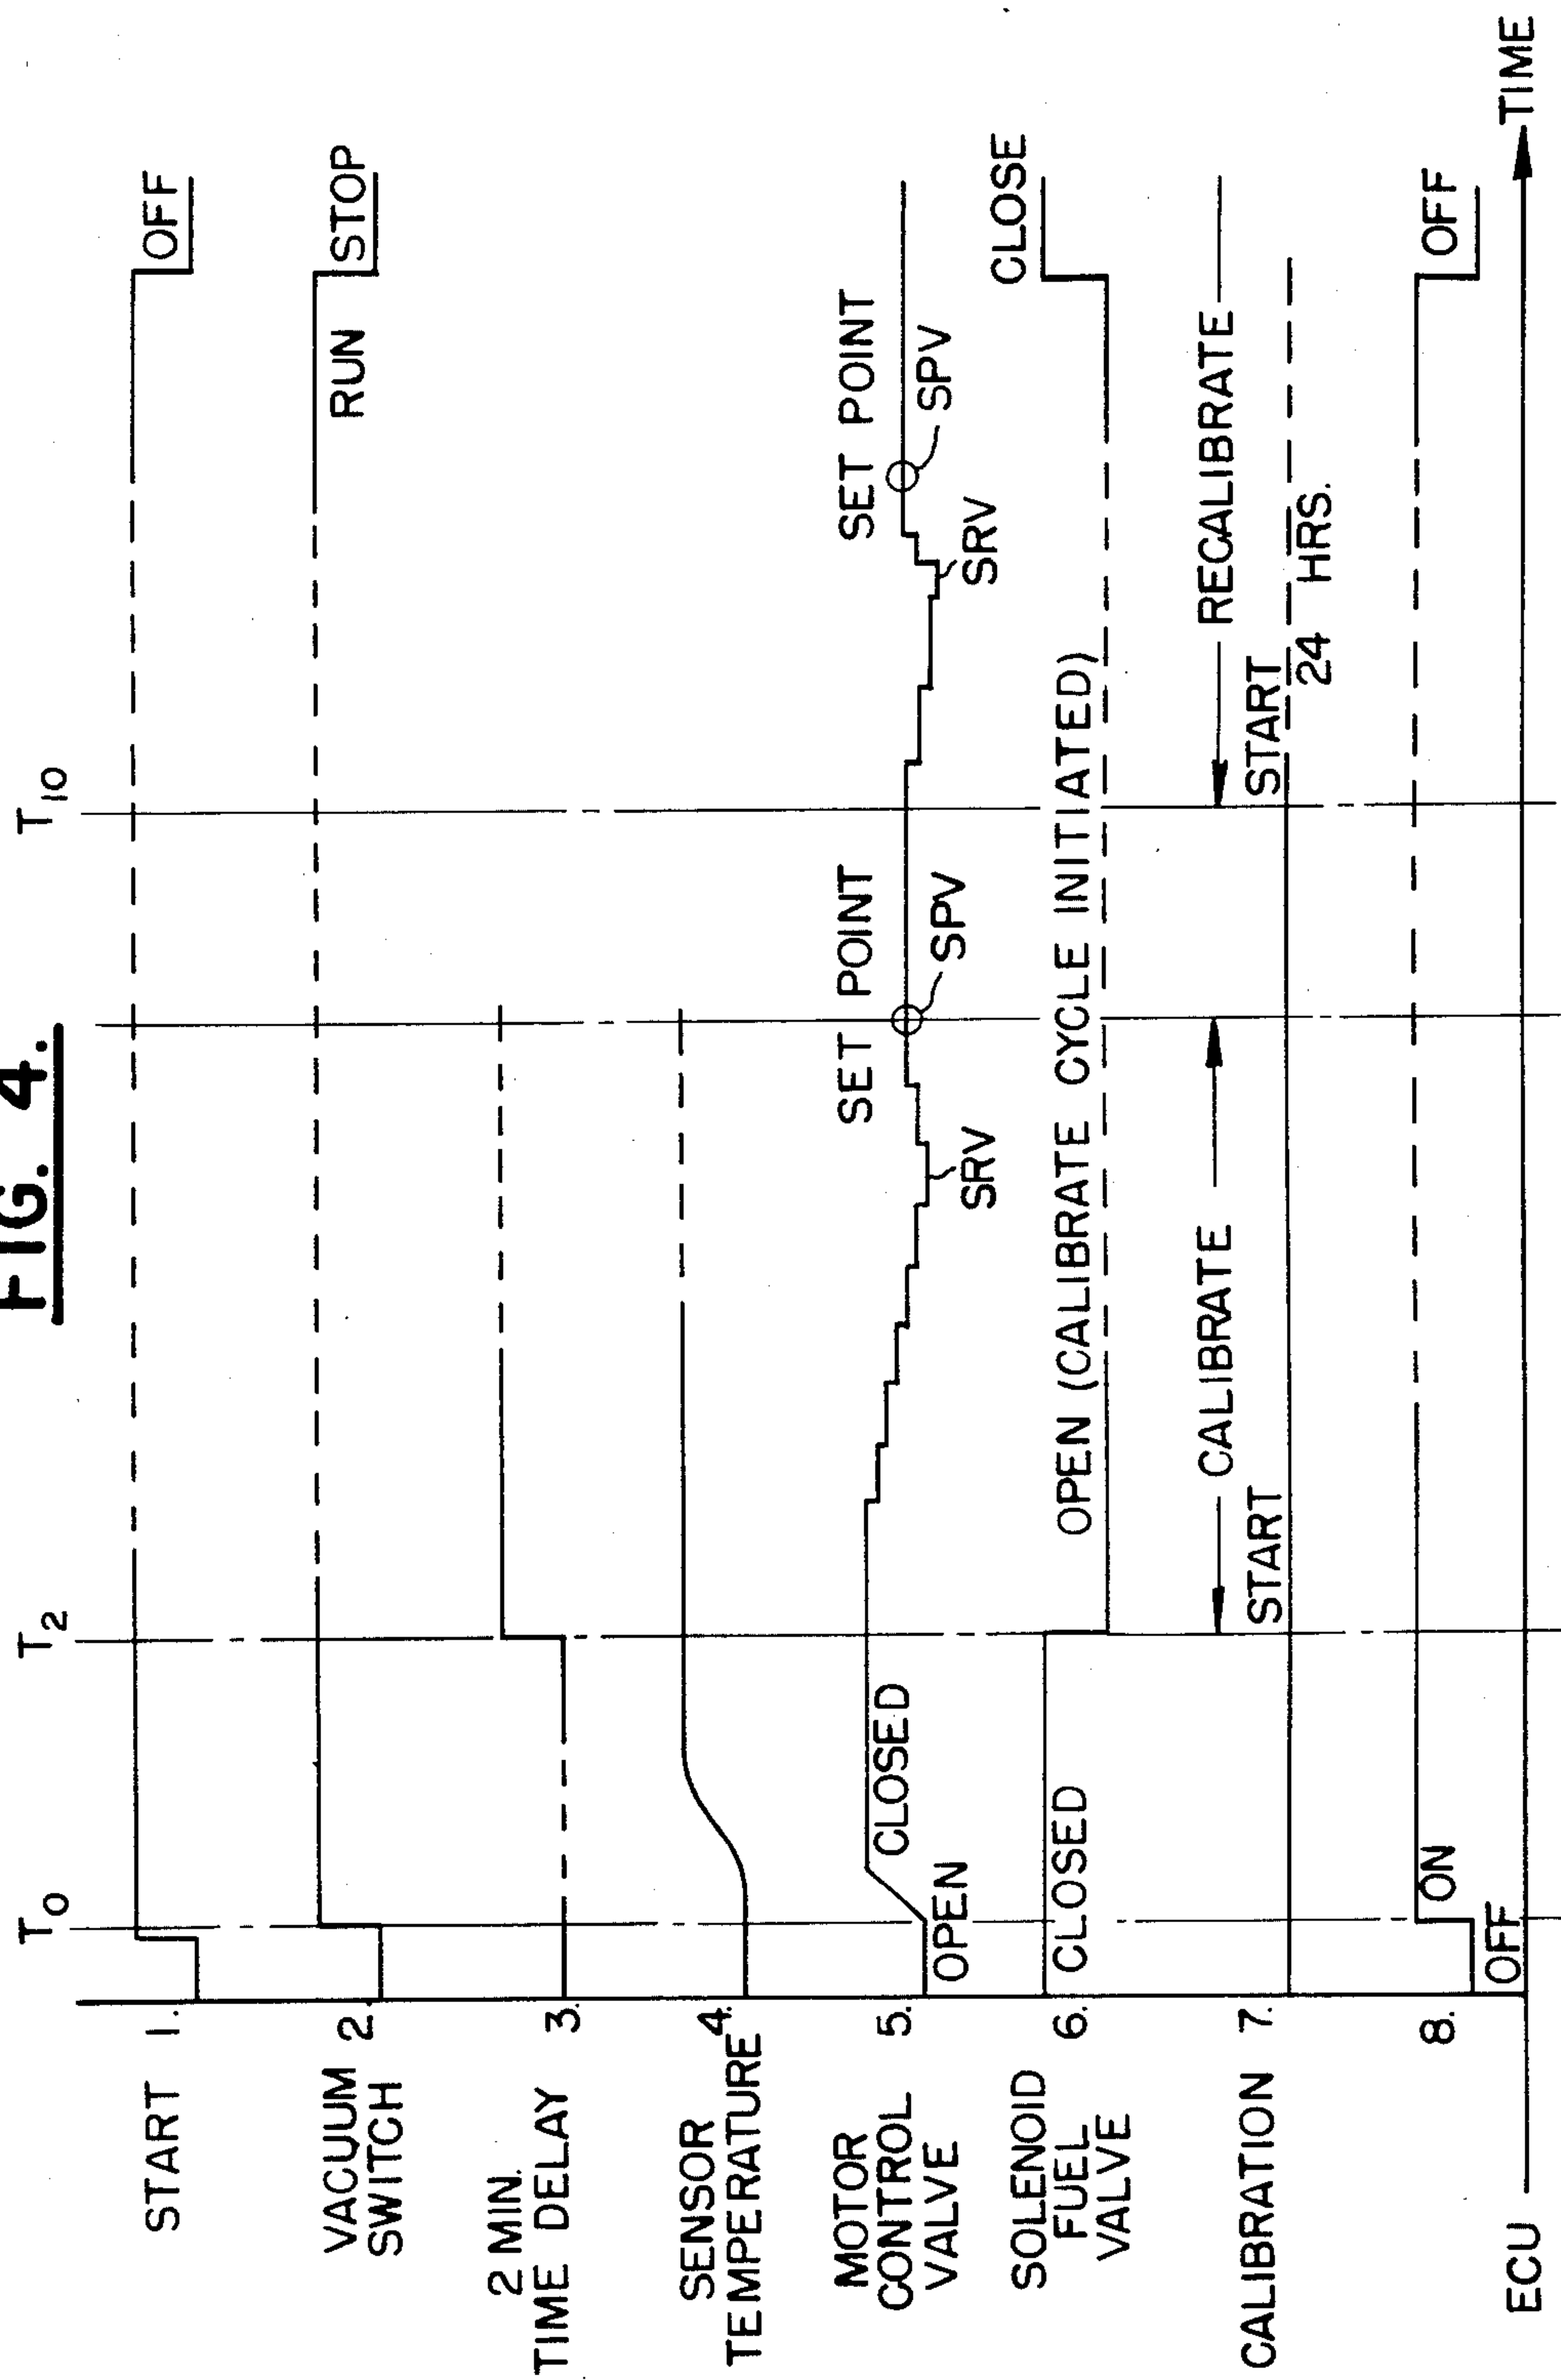 FIG. 4.
T0
T2
T10
START 1.
OFF
VACUUM
SWITCH
2.
RUN
STOP
2 MIN.
TIME DELAY
3.
SENSOR
TEMPERATURE
4.
MOTOR
CONTROL
VALVE
5.
OPEN
CLOSED
SRV
SET POINT
SPV
SRV
SET POINT
SPV
SOLENOID
FUEL
VALVE
6.
CLOSED
OPEN (CALIBRATE CYCLE INITIATED)
CLOSE
CALIBRATION 7.
START
CALIBRATE
START
RECALIBRATE
24 HRS.
8.
OFF
ON
OFF
ECU
TIME